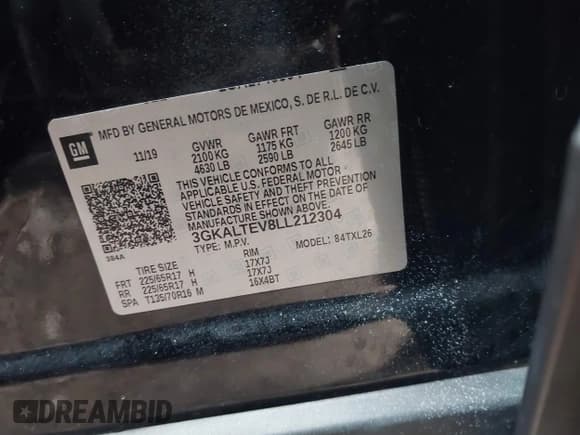 MFD BY GENERAL MOTORS DE MEXICO, S. DE R.L. DE C.V.
GM
11/19 GVWR GAWR FRT GAWR RR
2100 KG 1175 KG 1200 KG
4630 LB 2590 LB 2645 LB
THIS VEHICLE CONFORMS TO ALL
APPLICABLE U.S. FEDERAL MOTOR
VEHICLE SAFETY AND THEFT PREVENTION
STANDARDS IN EFFECT ON THE DATE OF
MANUFACTURE SHOWN ABOVE.
3GKALTEV8LL212304
TYPE: M.P.V. MODEL: 84TXL26
384A
TIRE SIZE RIM
FRT 225/65R17 H 17X7J
RR 225/65R17 H 17X7J
SPA T135/70R16 M 16X4BT
DREAMBID